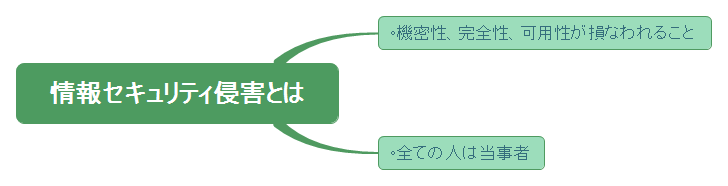 情報セキュリティ侵害とは
◦機密性、完全性、可用性が損なわれること
◦全ての人は当事者